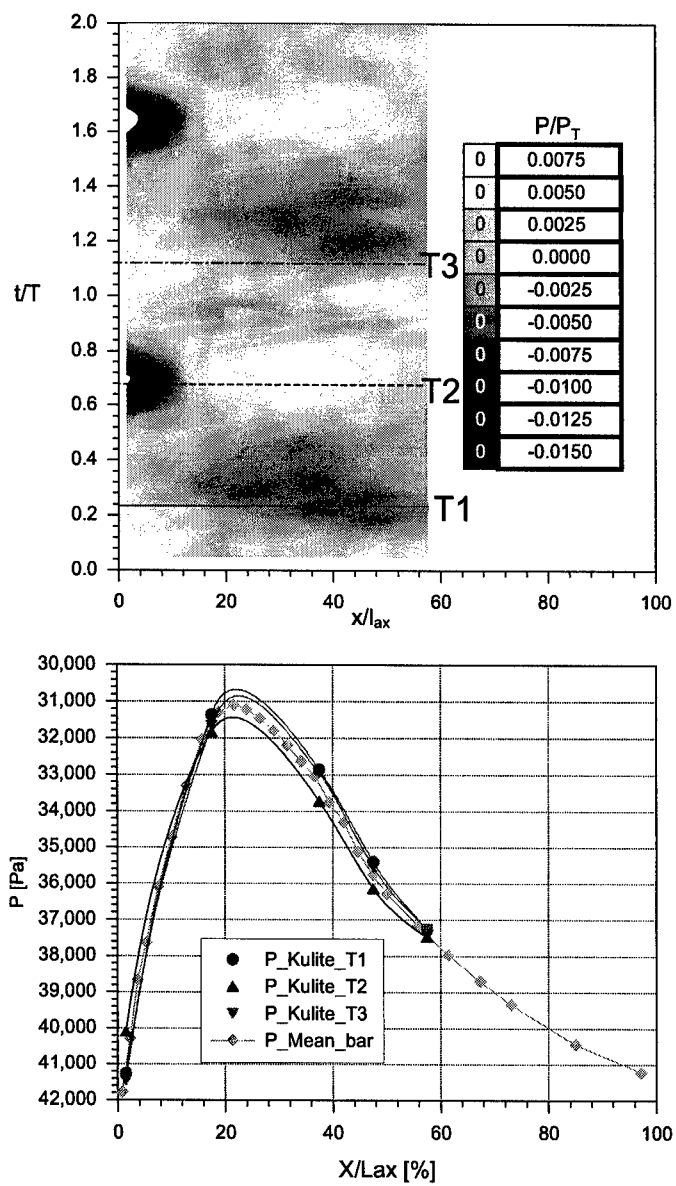 2.0
1.8
1.6
1.4
1.2
1.0
0.8
0.6
0.4
0.2
0.0
t/T
0 20 40 60 80 100
x/lax
T3
T2
T1
P/PT
0 0.0075
0 0.0050
0 0.0025
0 0.0000
0 -0.0025
0 -0.0050
0 -0.0075
0 -0.0100
0 -0.0125
0 -0.0150
30,000
31,000
32,000
33,000
34,000
35,000
36,000
37,000
38,000
39,000
40,000
41,000
42,000
P [Pa]
P_Kulite_T1
P_Kulite_T2
P_Kulite_T3
P_Mean_bar
0 20 40 60 80 100
X/Lax [%]